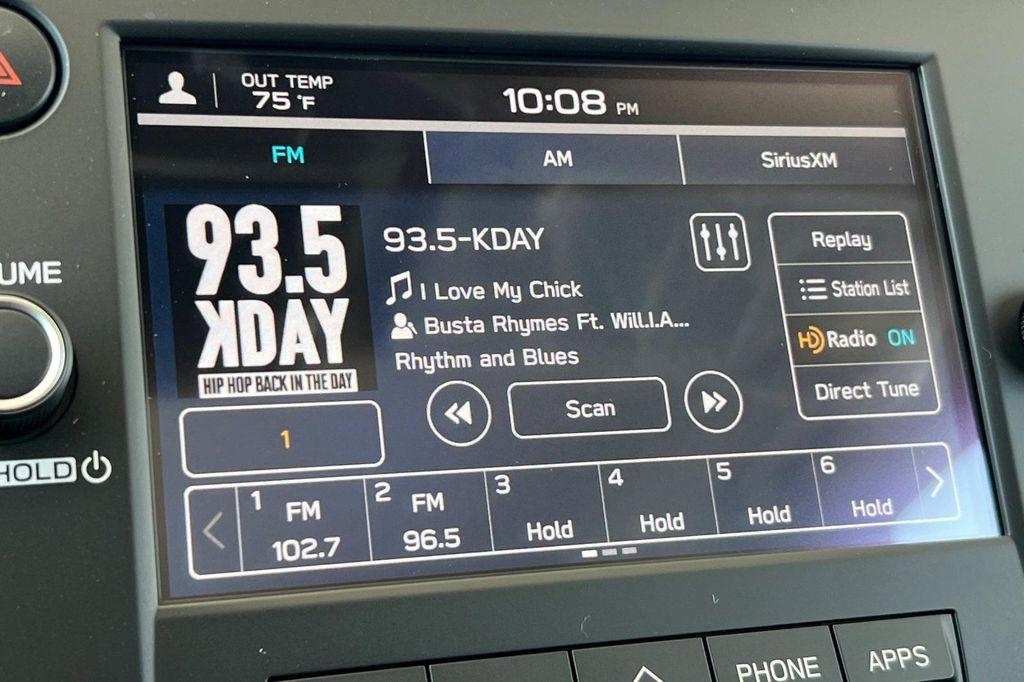 OUT TEMP
75 °F
10:08 PM
FM
AM
SiriusXM
93.5
KDAY
HIP HOP BACK IN THE DAY
93.5-KDAY
I Love My Chick
Busta Rhymes Ft. Will.I.A...
Rhythm and Blues
Replay
Station List
HD Radio ON
Direct Tune
Scan
1
1 FM 102.7
2 FM 96.5
3 Hold
4 Hold
5 Hold
6 Hold
UME
HOLD
PHONE
APPS